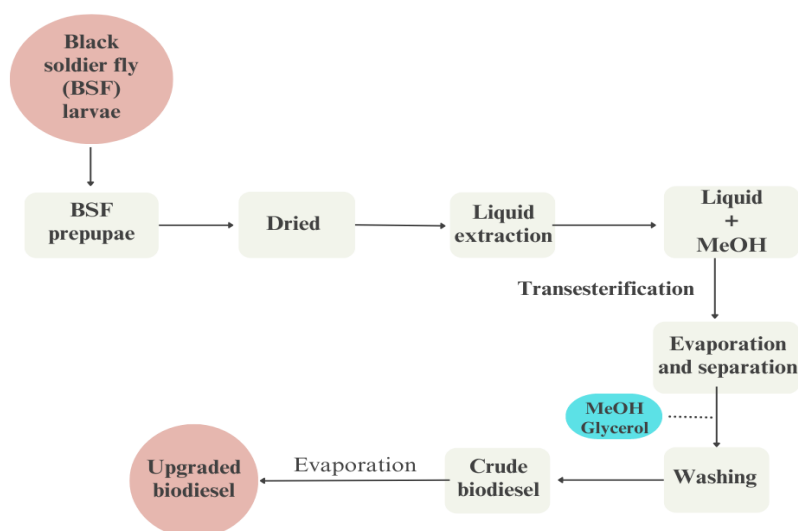 Black
soldier fly
(BSF)
larvae
BSF
prepupae
Dried
Liquid
extraction
Liquid
+
MeOH
Transesterification
Evaporation
and separation
MeOH
Glycerol
Washing
Crude
biodiesel
Evaporation
Upgraded
biodiesel